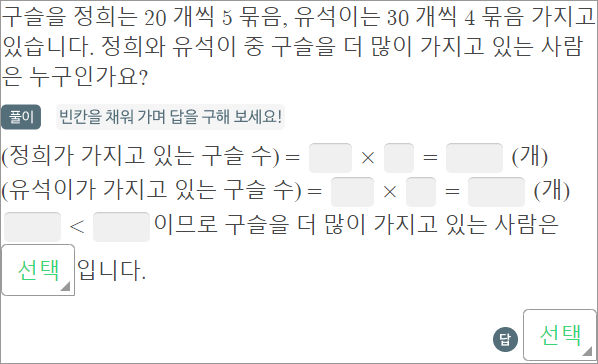 구슬을 정희는 20 개씩 5 묶음, 유석이는 30 개씩 4 묶음 가지고
있습니다. 정희와 유석이 중 구슬을 더 많이 가지고 있는 사람
은 누구인가요?
풀이 빈칸을 채워 가며 답을 구해 보세요!
(정희가 가지고 있는 구슬 수) = × = (개)
(유석이가 가지고 있는 구슬 수) = × = (개)
< 이므로 구슬을 더 많이 가지고 있는 사람은
선택 입니다.
답 선택